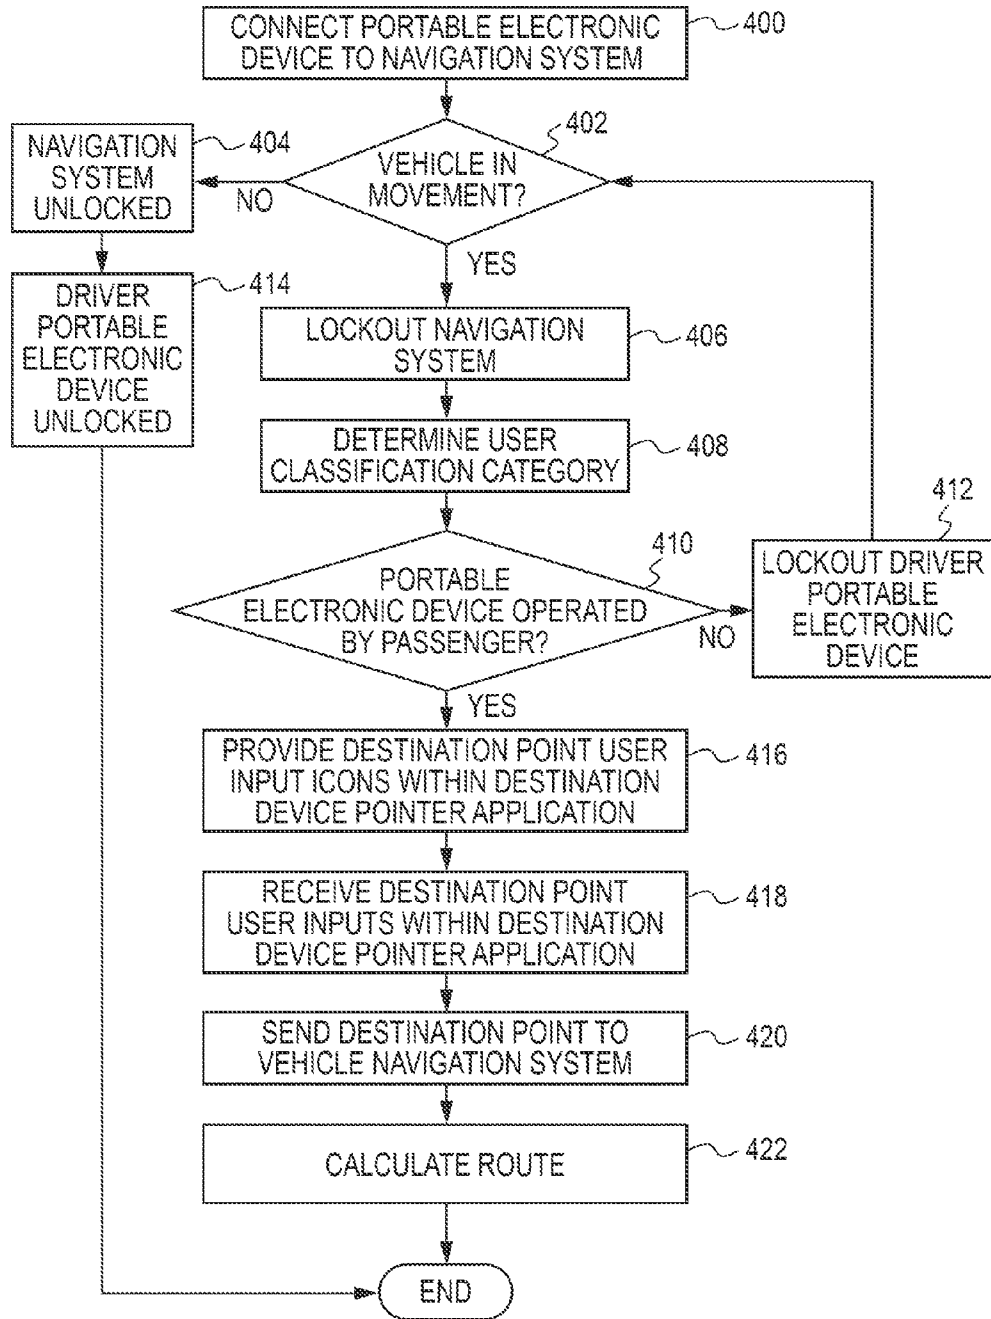 CONNECT PORTABLE ELECTRONIC
DEVICE TO NAVIGATION SYSTEM
400
402
VEHICLE IN
MOVEMENT?
NO
YES
404
NAVIGATION
SYSTEM
UNLOCKED
414
DRIVER
PORTABLE
ELECTRONIC
DEVICE
UNLOCKED
LOCKOUT NAVIGATION
SYSTEM
406
DETERMINE USER
CLASSIFICATION CATEGORY
408
410
PORTABLE
ELECTRONIC DEVICE OPERATED
BY PASSENGER?
NO
YES
412
LOCKOUT DRIVER
PORTABLE
ELECTRONIC
DEVICE
PROVIDE DESTINATION POINT USER
INPUT ICONS WITHIN DESTINATION
DEVICE POINTER APPLICATION
416
RECEIVE DESTINATION POINT
USER INPUTS WITHIN DESTINATION
DEVICE POINTER APPLICATION
418
SEND DESTINATION POINT TO
VEHICLE NAVIGATION SYSTEM
420
CALCULATE ROUTE
422
END